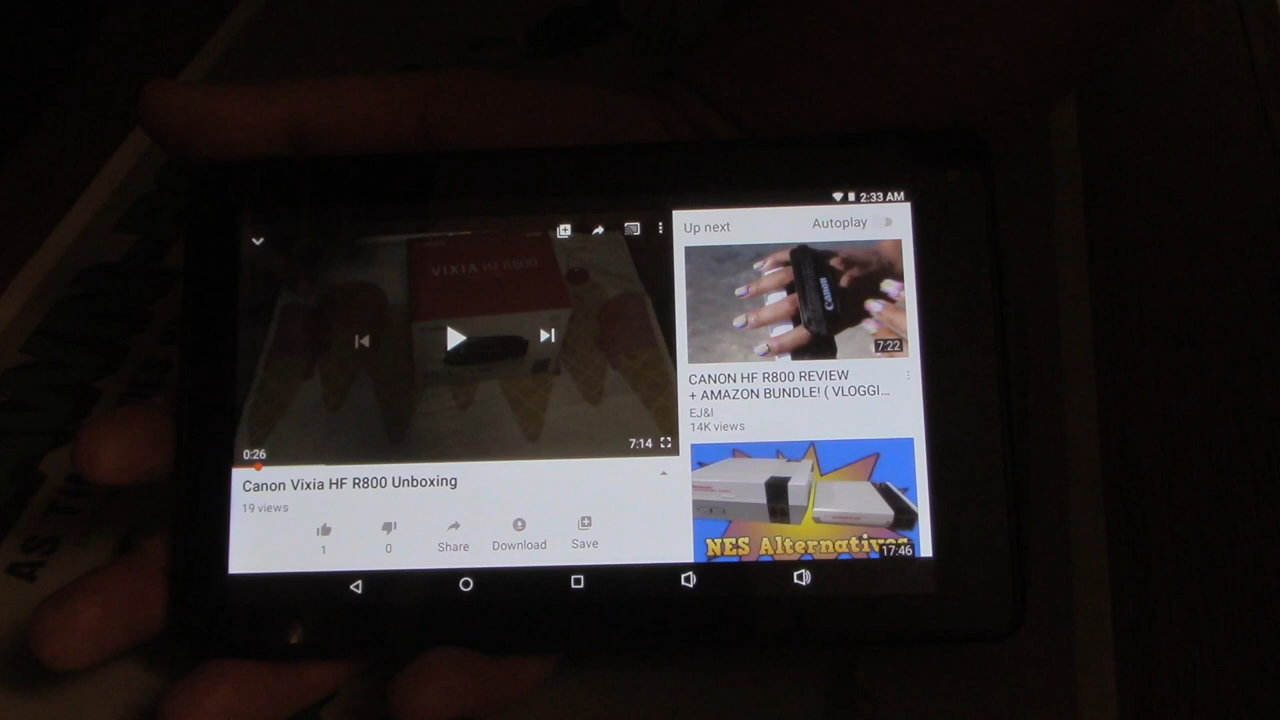 2:33 AM
VIXIA HF R800
0:26
7:14
Canon Vixia HF R800 Unboxing
19 views
1
0
Share
Download
Save
Up next
Autoplay
Canon
7:22
CANON HF R800 REVIEW
+ AMAZON BUNDLE! ( VLOGGI...
EJ&I
14K views
NES Alternatives
17:46
AS